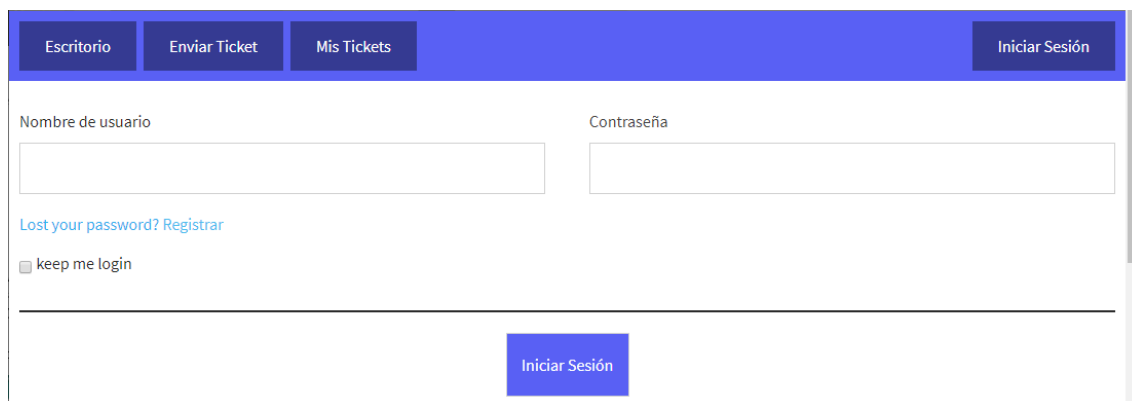 Escritorio Enviar Ticket Mis Tickets Iniciar Sesión
Nombre de usuario Contraseña
Lost your password? Registrar
keep me login
Iniciar Sesión